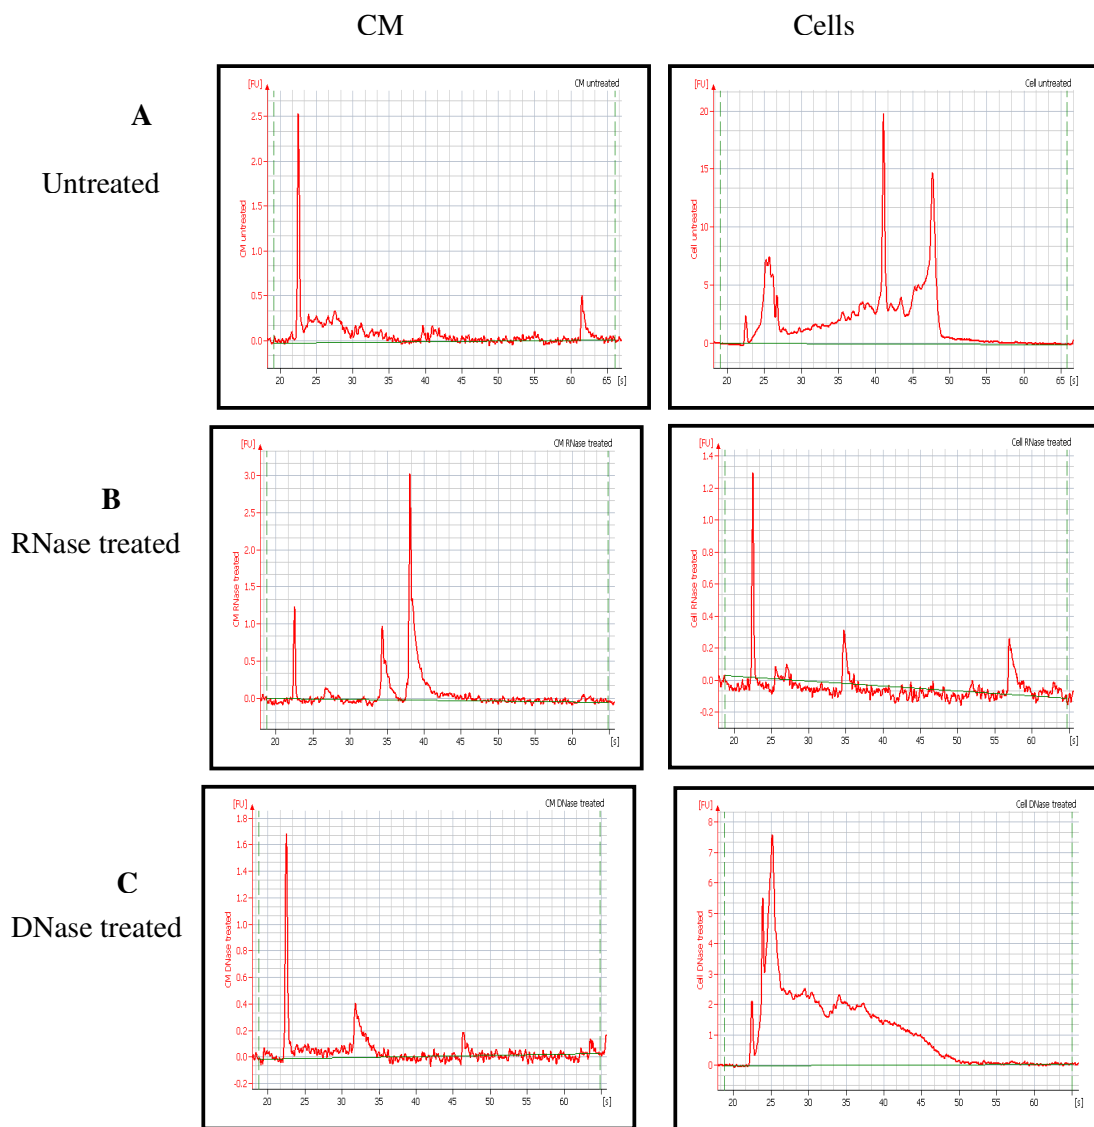 CM Cells
A
Untreated
[FU] CM untreated
CM untreated
2.5
2.0
1.5
1.0
0.5
0.0
20 25 30 35 40 45 50 55 60 65 [s]
[FU] Cell untreated
Cell untreated
20
15
10
5
0
20 25 30 35 40 45 50 55 60 65 [s]
B
RNase treated
[FU] CM RNase treated
CM RNase treated
3.0
2.5
2.0
1.5
1.0
0.5
0.0
20 25 30 35 40 45 50 55 60 [s]
[FU] Cell RNase treated
Cell RNase treated
1.4
1.2
1.0
0.8
0.6
0.4
0.2
0.0
-0.2
20 25 30 35 40 45 50 55 60 65 [s]
C
DNase treated
[FU] CM DNase treated
CM DNase treated
1.8
1.6
1.4
1.2
1.0
0.8
0.6
0.4
0.2
0.0
-0.2
20 25 30 35 40 45 50 55 60 [s]
[FU] Cell DNase treated
Cell DNase treated
8
7
6
5
4
3
2
1
0
20 25 30 35 40 45 50 55 60 [s]